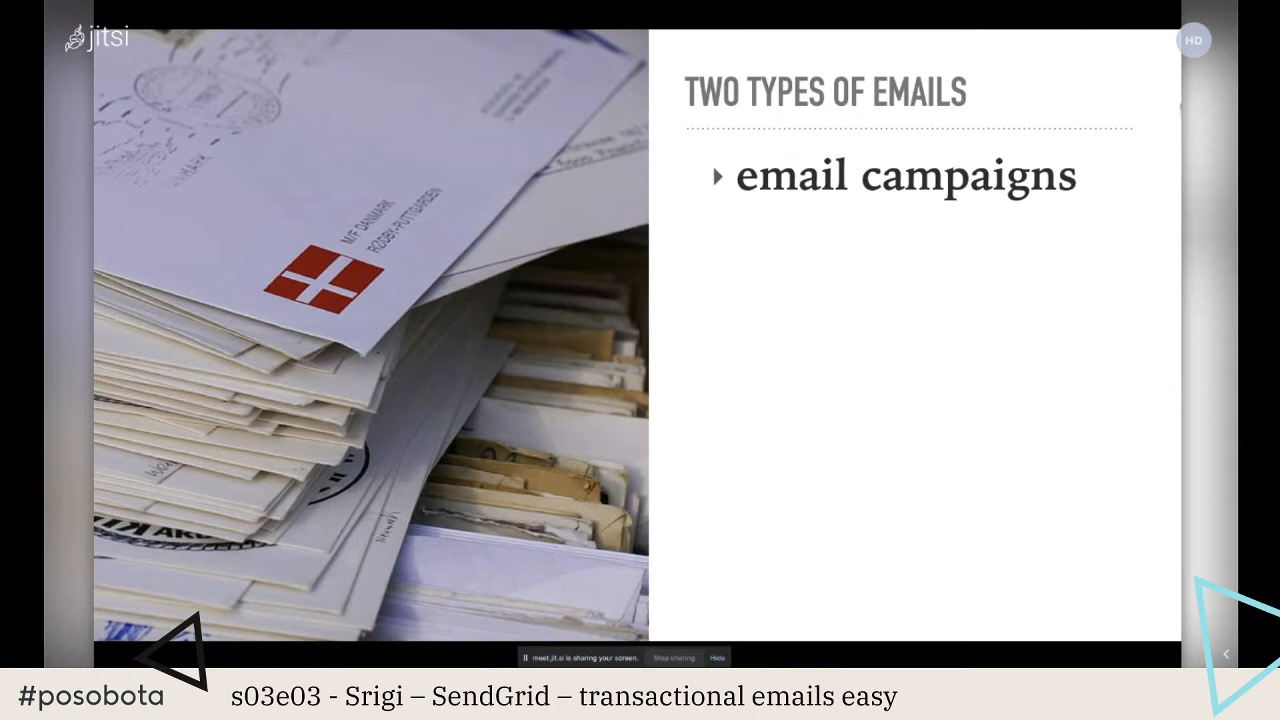 jitsi
HD
TWO TYPES OF EMAILS
email campaigns
M/F DANMARK
RØDBY-PUTTGARDEN
meet.jit.si is sharing your screen. Stop sharing Hide
#posobota
s03e03 - Srigi – SendGrid – transactional emails easy